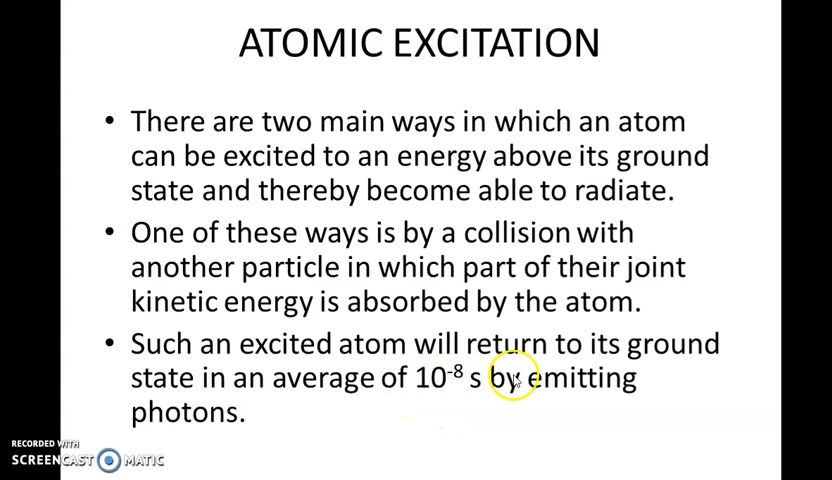 ATOMIC EXCITATION
• There are two main ways in which an atom
can be excited to an energy above its ground
state and thereby become able to radiate.
• One of these ways is by a collision with
another particle in which part of their joint
kinetic energy is absorbed by the atom.
• Such an excited atom will return to its ground
state in an average of 10⁻⁸ s by emitting
photons.
RECORDED WITH
SCREENCAST MATIC